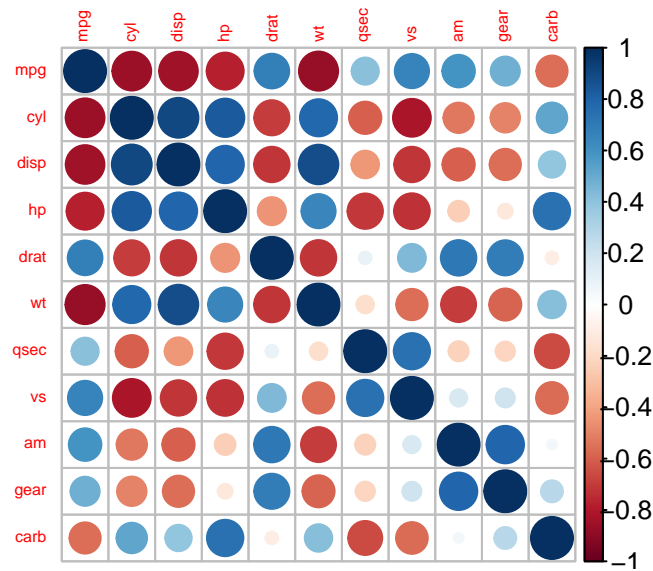 mpg cyl disp hp drat wt qsec vs am gear carb
mpg
cyl
disp
hp
drat
wt
qsec
vs
am
gear
carb
1
0.8
0.6
0.4
0.2
0
−0.2
−0.4
−0.6
−0.8
−1